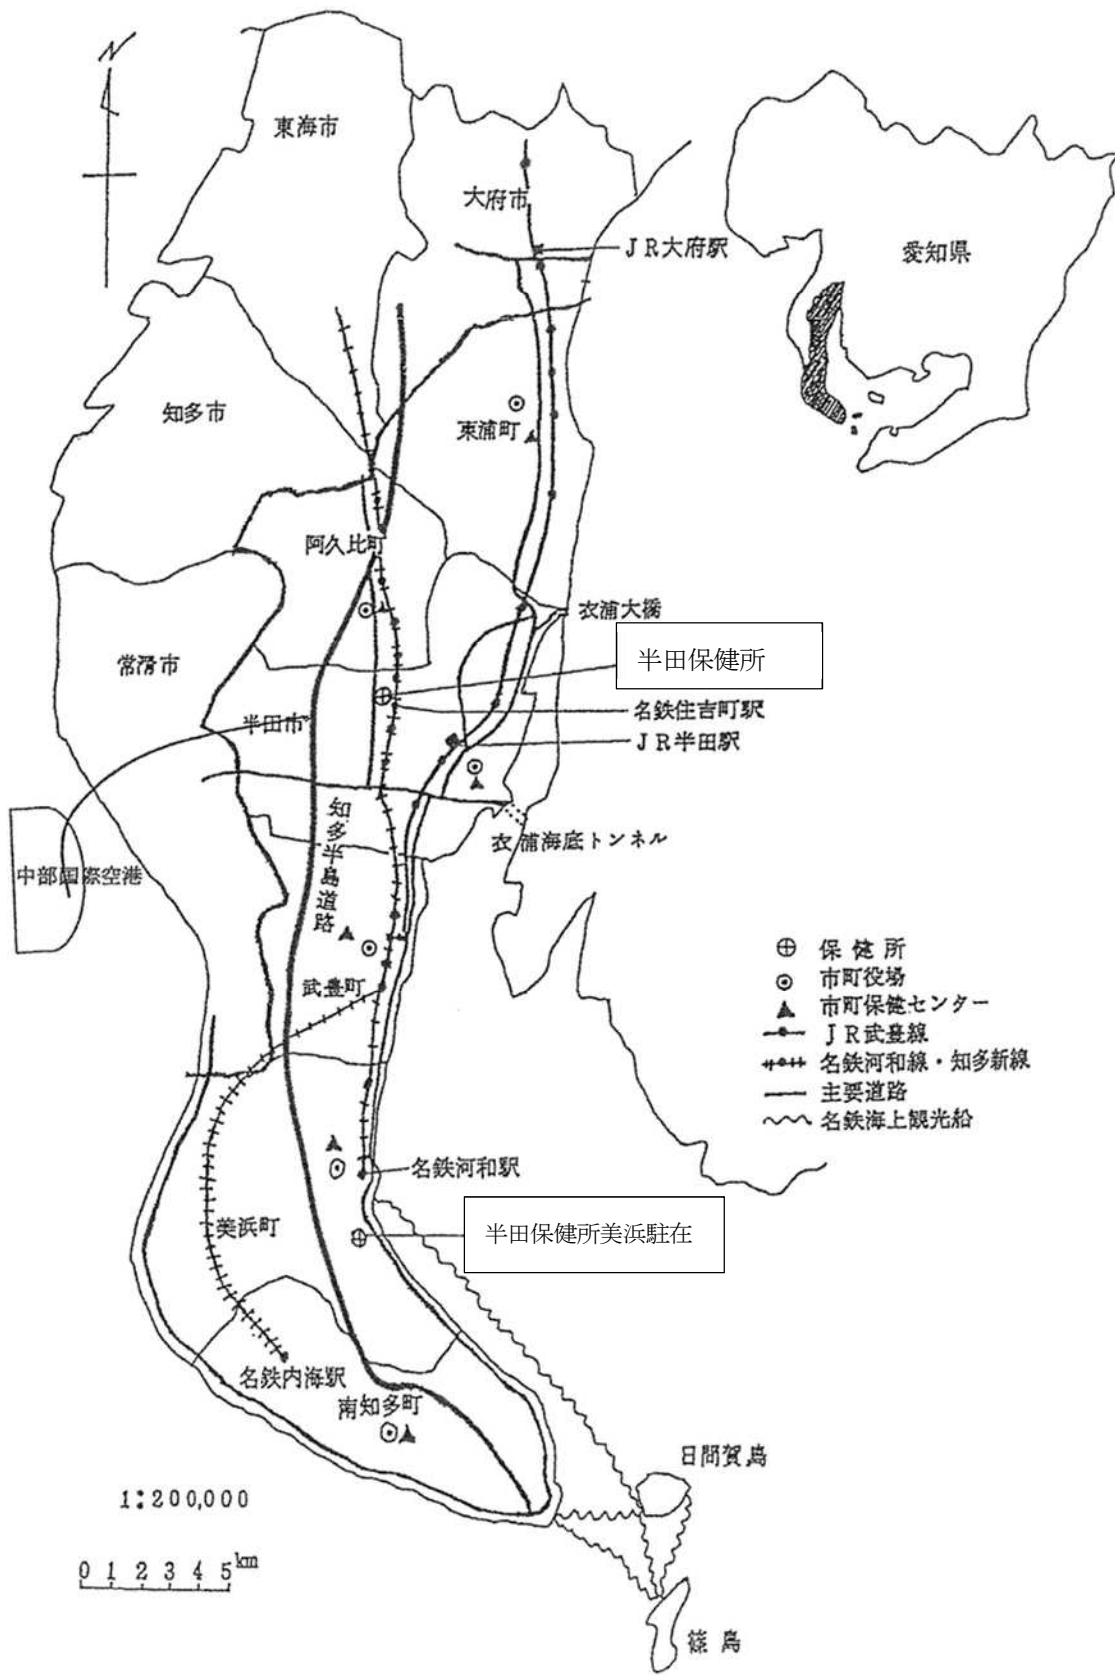 N
東海市
大府市
JR大府駅
愛知県
知多市
東浦町
阿久比町
衣浦大橋
半田保健所
常滑市
名鉄住吉町駅
半田市
JR半田駅
知多半島道路
衣浦海底トンネル
中部国際空港
保健所
市町役場
武豊町
市町保健センター
JR武豊線
名鉄河和線・知多新線
主要道路
名鉄海上観光船
名鉄河和駅
半田保健所美浜駐在
美浜町
名鉄内海駅
南知多町
日間賀島
1:200,000
0 1 2 3 4 5km
篠島